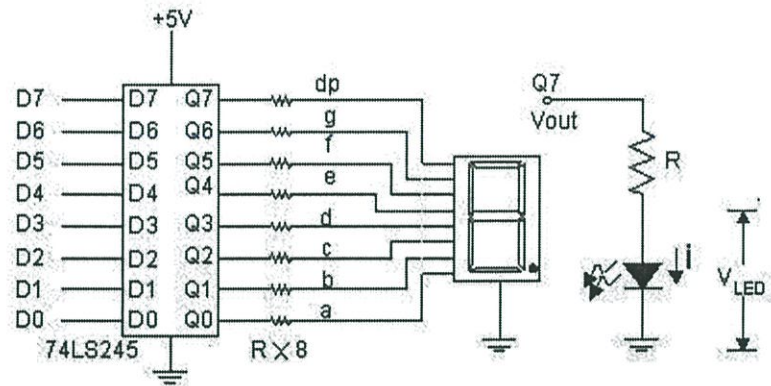 +5V
D7 D7 Q7 dp
D6 D6 Q6 g
D5 D5 Q5 f
D4 D4 Q4 e
D3 D3 Q3 d
D2 D2 Q2 c
D1 D1 Q1 b
D0 D0 Q0 a
74LS245 R×8
Q7
Vout
R
i
VLED